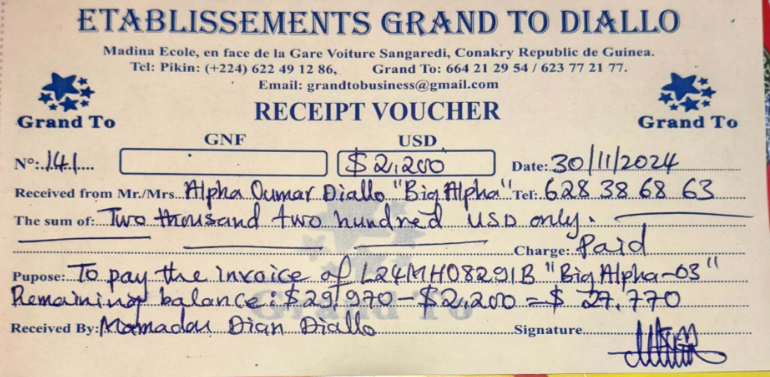 ETABLISSEMENTS GRAND TO DIALLO
Madina Ecole, en face de la Gare Voiture Sangaredi, Conakry Republic de Guinea.
Tel: Pikin: (+224) 622 49 12 86, Grand To: 664 21 29 54 / 623 77 21 77.
Email: grandtobusiness@gmail.com
Grand To RECEIPT VOUCHER Grand To
GNF USD
N°:..141.... $2,200 Date: 30/11/2024
Received from Mr./Mrs. Alpha Oumar Diallo "Big Alpha" Tel: 628 38 68 63
The sum of: Two thousand two hundred USD only.
Charge: Paid
Pupose: To pay the invoice of L24MH08291B "Big Alpha-03"
Remaining balance: $29,970 - $2,200 = $ 27,770
Grand To
Received By: Mamadou Dian Diallo Signature